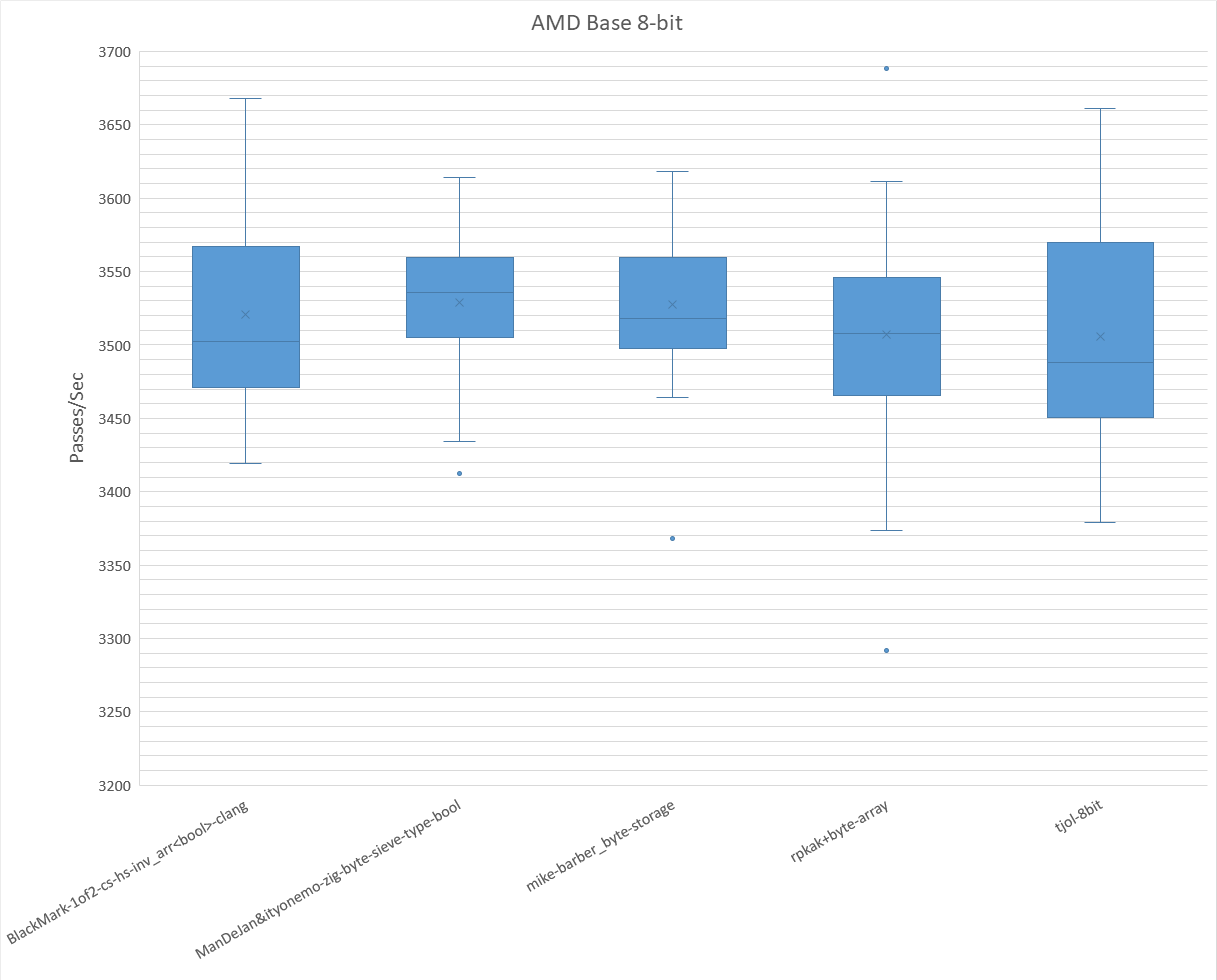 AMD Base 8-bit
3700
3650
3600
3550
3500
3450
3400
3350
3300
3250
3200
Passes/Sec
BlackMark-1of2-cs-hs-inv_arr<bool>-clang
ManDeJan&ityonemo-zig-byte-sieve-type-bool
mike-barber_byte-storage
rpkak+byte-array
tjol-8bit